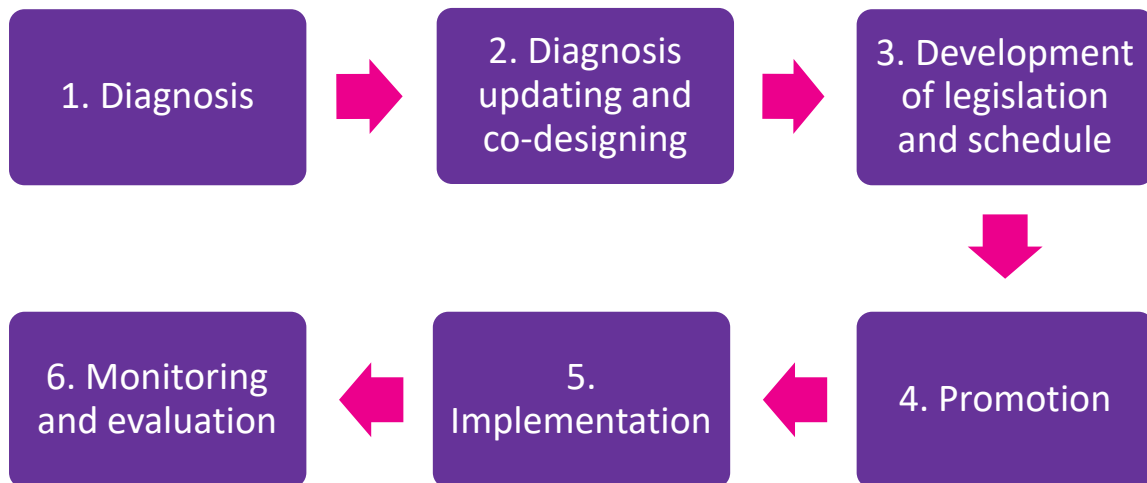 1. Diagnosis
2. Diagnosis
updating and
co-designing
3. Development
of legislation
and schedule
4. Promotion
5.
Implementation
6. Monitoring
and evaluation